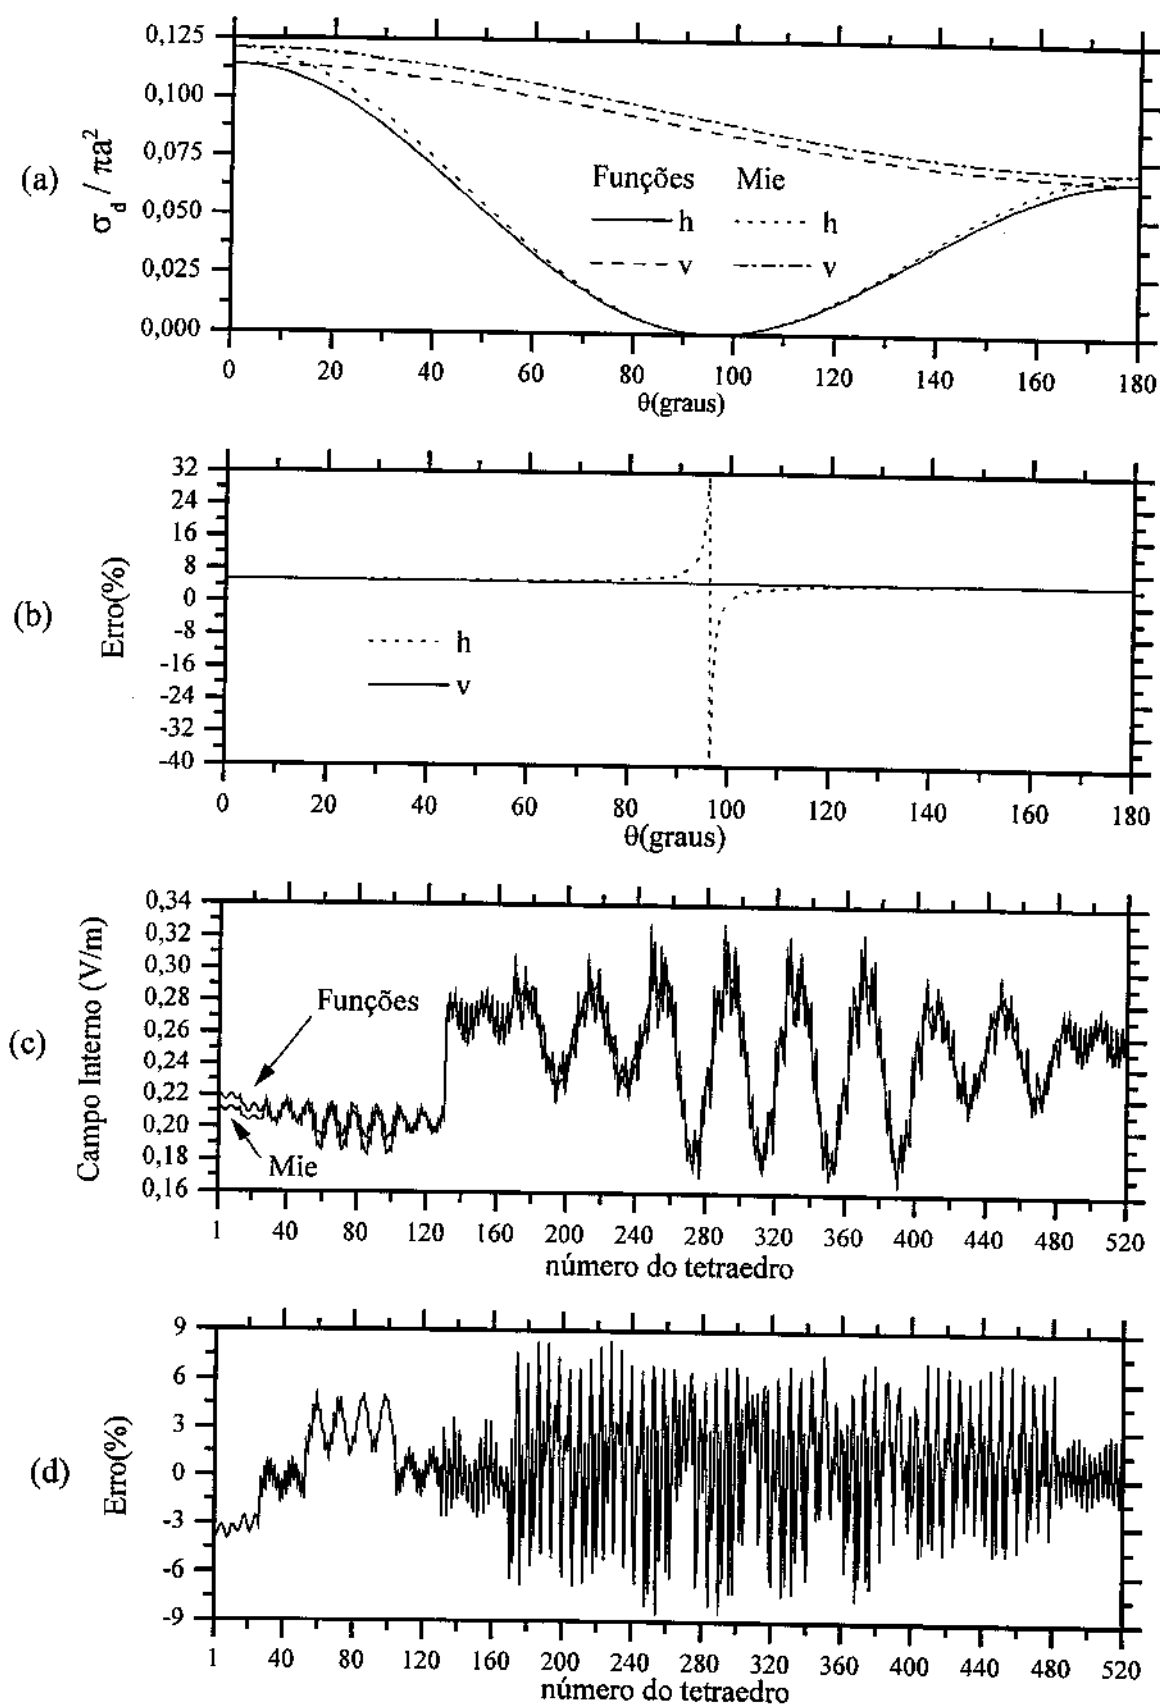 (a)
σd / πa²
0,125
0,100
0,075
0,050
0,025
0,000
Funções Mie
h h
v v
0 20 40 60 80 100 120 140 160 180
θ(graus)
(b)
Erro(%)
32
24
16
8
0
-8
-16
-24
-32
-40
h
v
0 20 40 60 80 100 120 140 160 180
θ(graus)
(c)
Campo Interno (V/m)
0,34
0,32
0,30
0,28
0,26
0,24
0,22
0,20
0,18
0,16
Funções
Mie
1 40 80 120 160 200 240 280 320 360 400 440 480 520
número do tetraedro
(d)
Erro(%)
9
6
3
0
-3
-6
-9
1 40 80 120 160 200 240 280 320 360 400 440 480 520
número do tetraedro